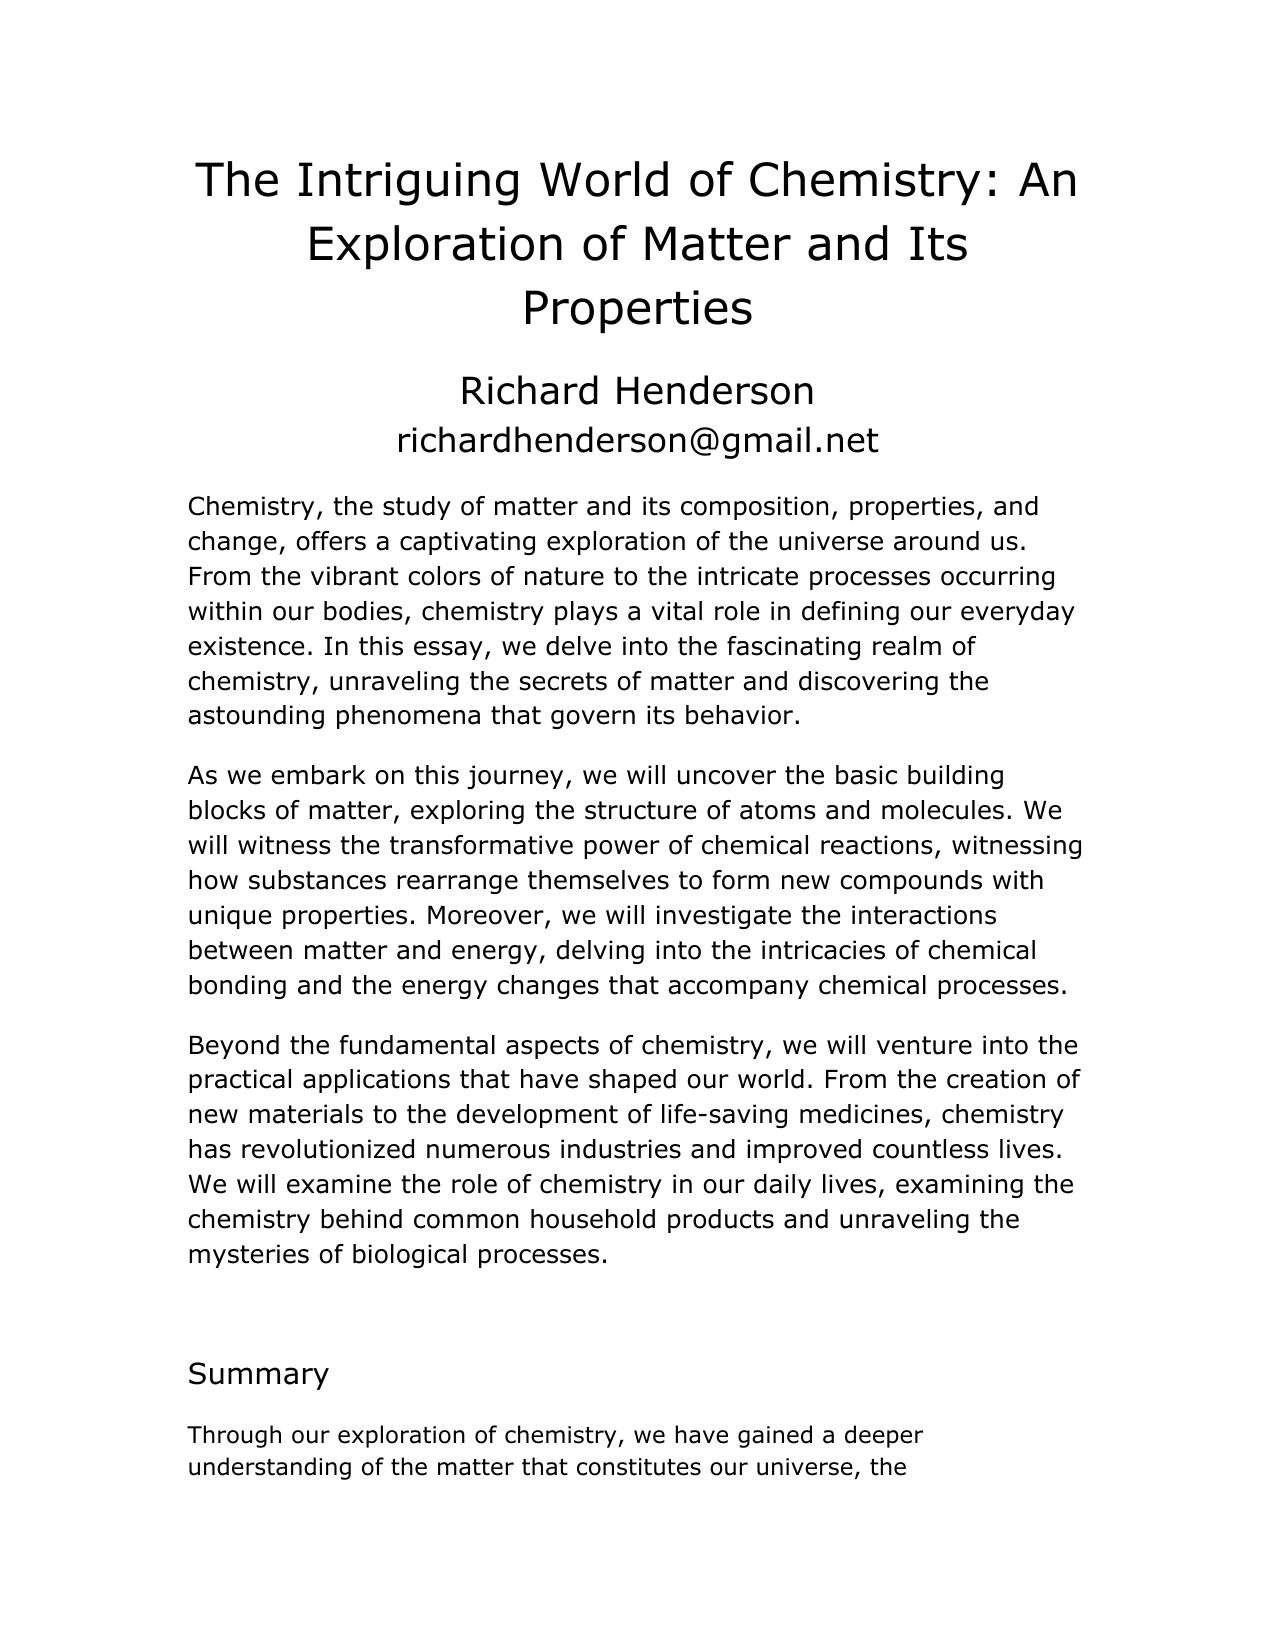 The Intriguing World of Chemistry: An
Exploration of Matter and Its
Properties
Richard Henderson
richardhenderson@gmail.net
Chemistry, the study of matter and its composition, properties, and
change, offers a captivating exploration of the universe around us.
From the vibrant colors of nature to the intricate processes occurring
within our bodies, chemistry plays a vital role in defining our everyday
existence. In this essay, we delve into the fascinating realm of
chemistry, unraveling the secrets of matter and discovering the
astounding phenomena that govern its behavior.
As we embark on this journey, we will uncover the basic building
blocks of matter, exploring the structure of atoms and molecules. We
will witness the transformative power of chemical reactions, witnessing
how substances rearrange themselves to form new compounds with
unique properties. Moreover, we will investigate the interactions
between matter and energy, delving into the intricacies of chemical
bonding and the energy changes that accompany chemical processes.
Beyond the fundamental aspects of chemistry, we will venture into the
practical applications that have shaped our world. From the creation of
new materials to the development of life-saving medicines, chemistry
has revolutionized numerous industries and improved countless lives.
We will examine the role of chemistry in our daily lives, examining the
chemistry behind common household products and unraveling the
mysteries of biological processes.
Summary
Through our exploration of chemistry, we have gained a deeper
understanding of the matter that constitutes our universe, the